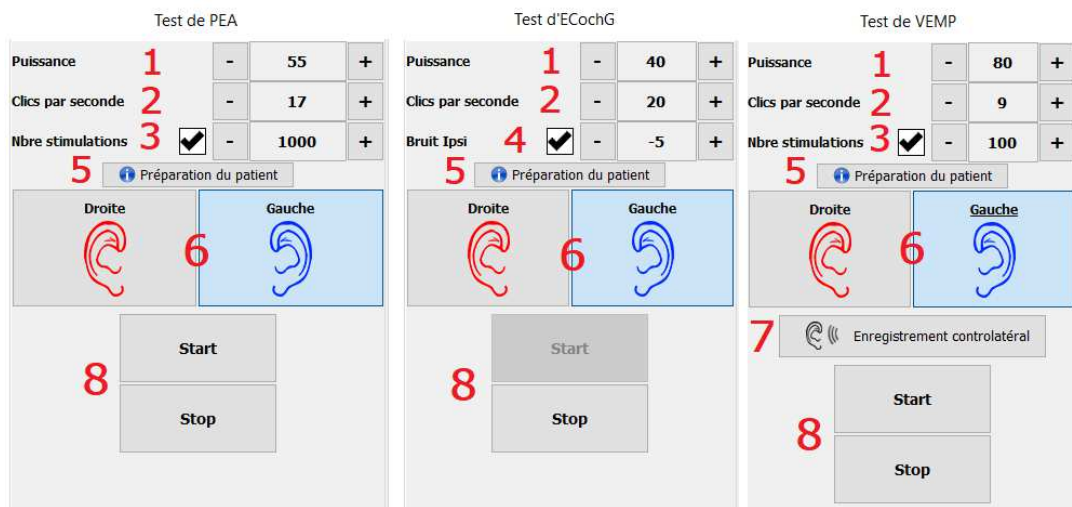 Test de PEA
Puissance 1 - 55 +
Clics par seconde 2 - 17 +
Nbre stimulations 3 - 1000 +
5 Préparation du patient
Droite 6 Gauche
8 Start
Stop
Test d'ECochG
Puissance 1 - 40 +
Clics par seconde 2 - 20 +
Bruit Ipsi 4 - -5 +
5 Préparation du patient
Droite 6 Gauche
8 Start
Stop
Test de VEMP
Puissance 1 - 80 +
Clics par seconde 2 - 9 +
Nbre stimulations 3 - 100 +
5 Préparation du patient
Droite 6 Gauche
7 Enregistrement controlatéral
8 Start
Stop